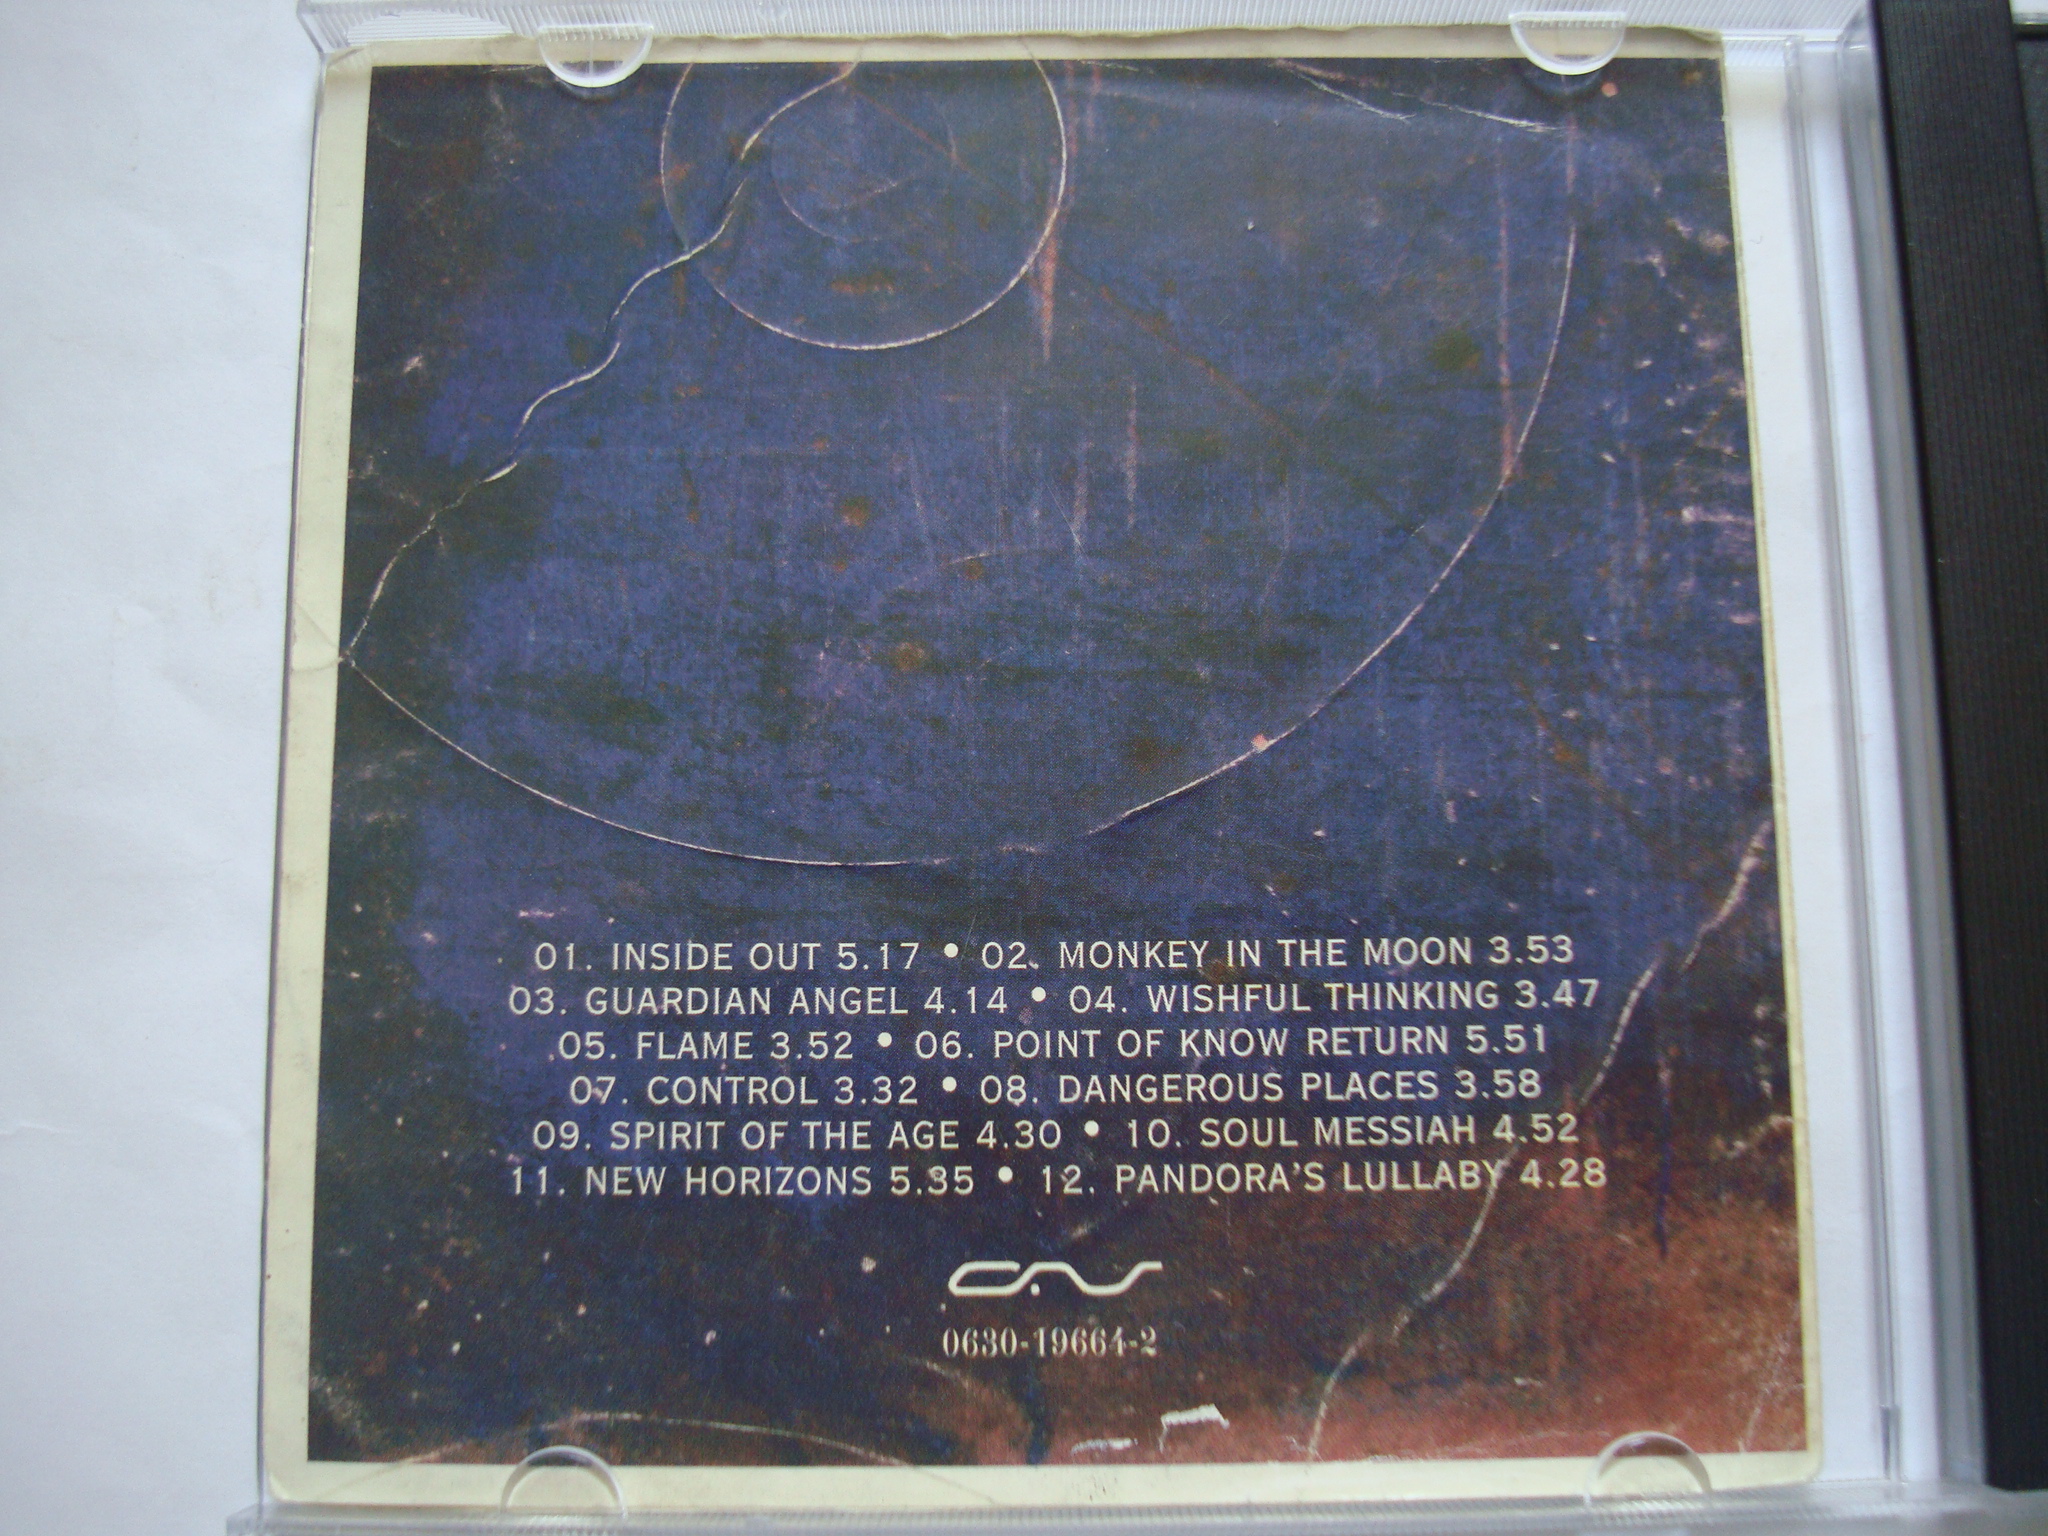 01. INSIDE OUT 5.17 • 02. MONKEY IN THE MOON 3.53
03. GUARDIAN ANGEL 4.14 • 04. WISHFUL THINKING 3.47
05. FLAME 3.52 • 06. POINT OF KNOW RETURN 5.51
07. CONTROL 3.32 • 08. DANGEROUS PLACES 3.58
09. SPIRIT OF THE AGE 4.30 • 10. SOUL MESSIAH 4.52
11. NEW HORIZONS 5.35 • 12. PANDORA'S LULLABY 4.28
0630-19664-2